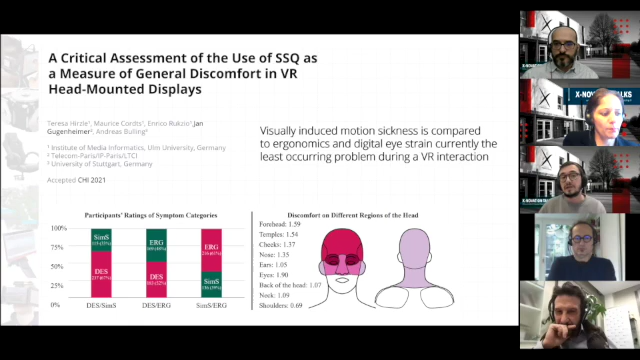 A Critical Assessment of the Use of SSQ as
a Measure of General Discomfort in VR
Head-Mounted Displays
Teresa Hirzle¹, Maurice Cordts¹, Enrico Rukzio¹,Jan
Gugenheimer², Andreas Bulling³
¹ Institute of Media Informatics, Ulm University, Germany
² Telecom-Paris/IP-Paris/LTCI
³ University of Stuttgart, Germany
Accepted CHI 2021
Visually induced motion sickness is compared
to ergonomics and digital eye strain currently the
least occurring problem during a VR interaction
Participants' Ratings of Symptom Categories
100%
75%
50%
25%
0%
SimS
DES
ERG
DES
ERG
SimS
DES/SimS
DES/ERG
SimS/ERG
Discomfort on Different Regions of the Head
Forehead: 1.59
Temples: 1.54
Cheeks: 1.37
Nose: 1.35
Ears: 1.05
Eyes: 1.90
Back of the head: 1.07
Neck: 1.09
Shoulders: 0.69